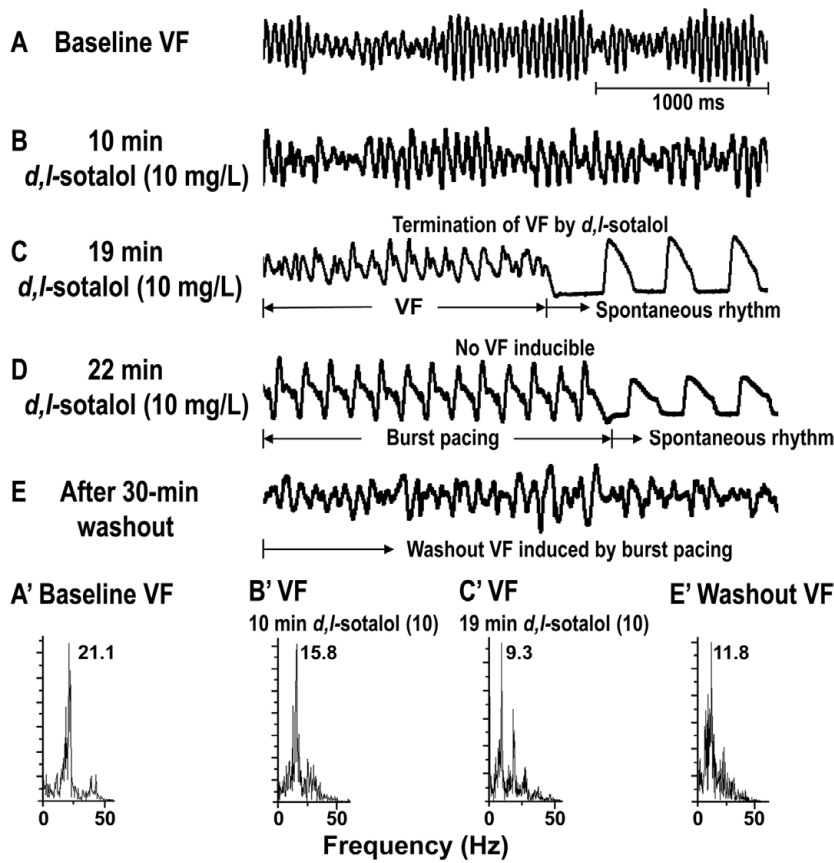 A Baseline VF
1000 ms
B 10 min
d,l-sotalol (10 mg/L)
Termination of VF by d,l-sotalol
C 19 min
d,l-sotalol (10 mg/L)
VF Spontaneous rhythm
No VF inducible
D 22 min
d,l-sotalol (10 mg/L)
Burst pacing Spontaneous rhythm
E After 30-min
washout
Washout VF induced by burst pacing
A' Baseline VF
21.1
0 50
B' VF
10 min d,l-sotalol (10)
15.8
0 50
C' VF
19 min d,l-sotalol (10)
9.3
0 50
E' Washout VF
11.8
0 50
Frequency (Hz)